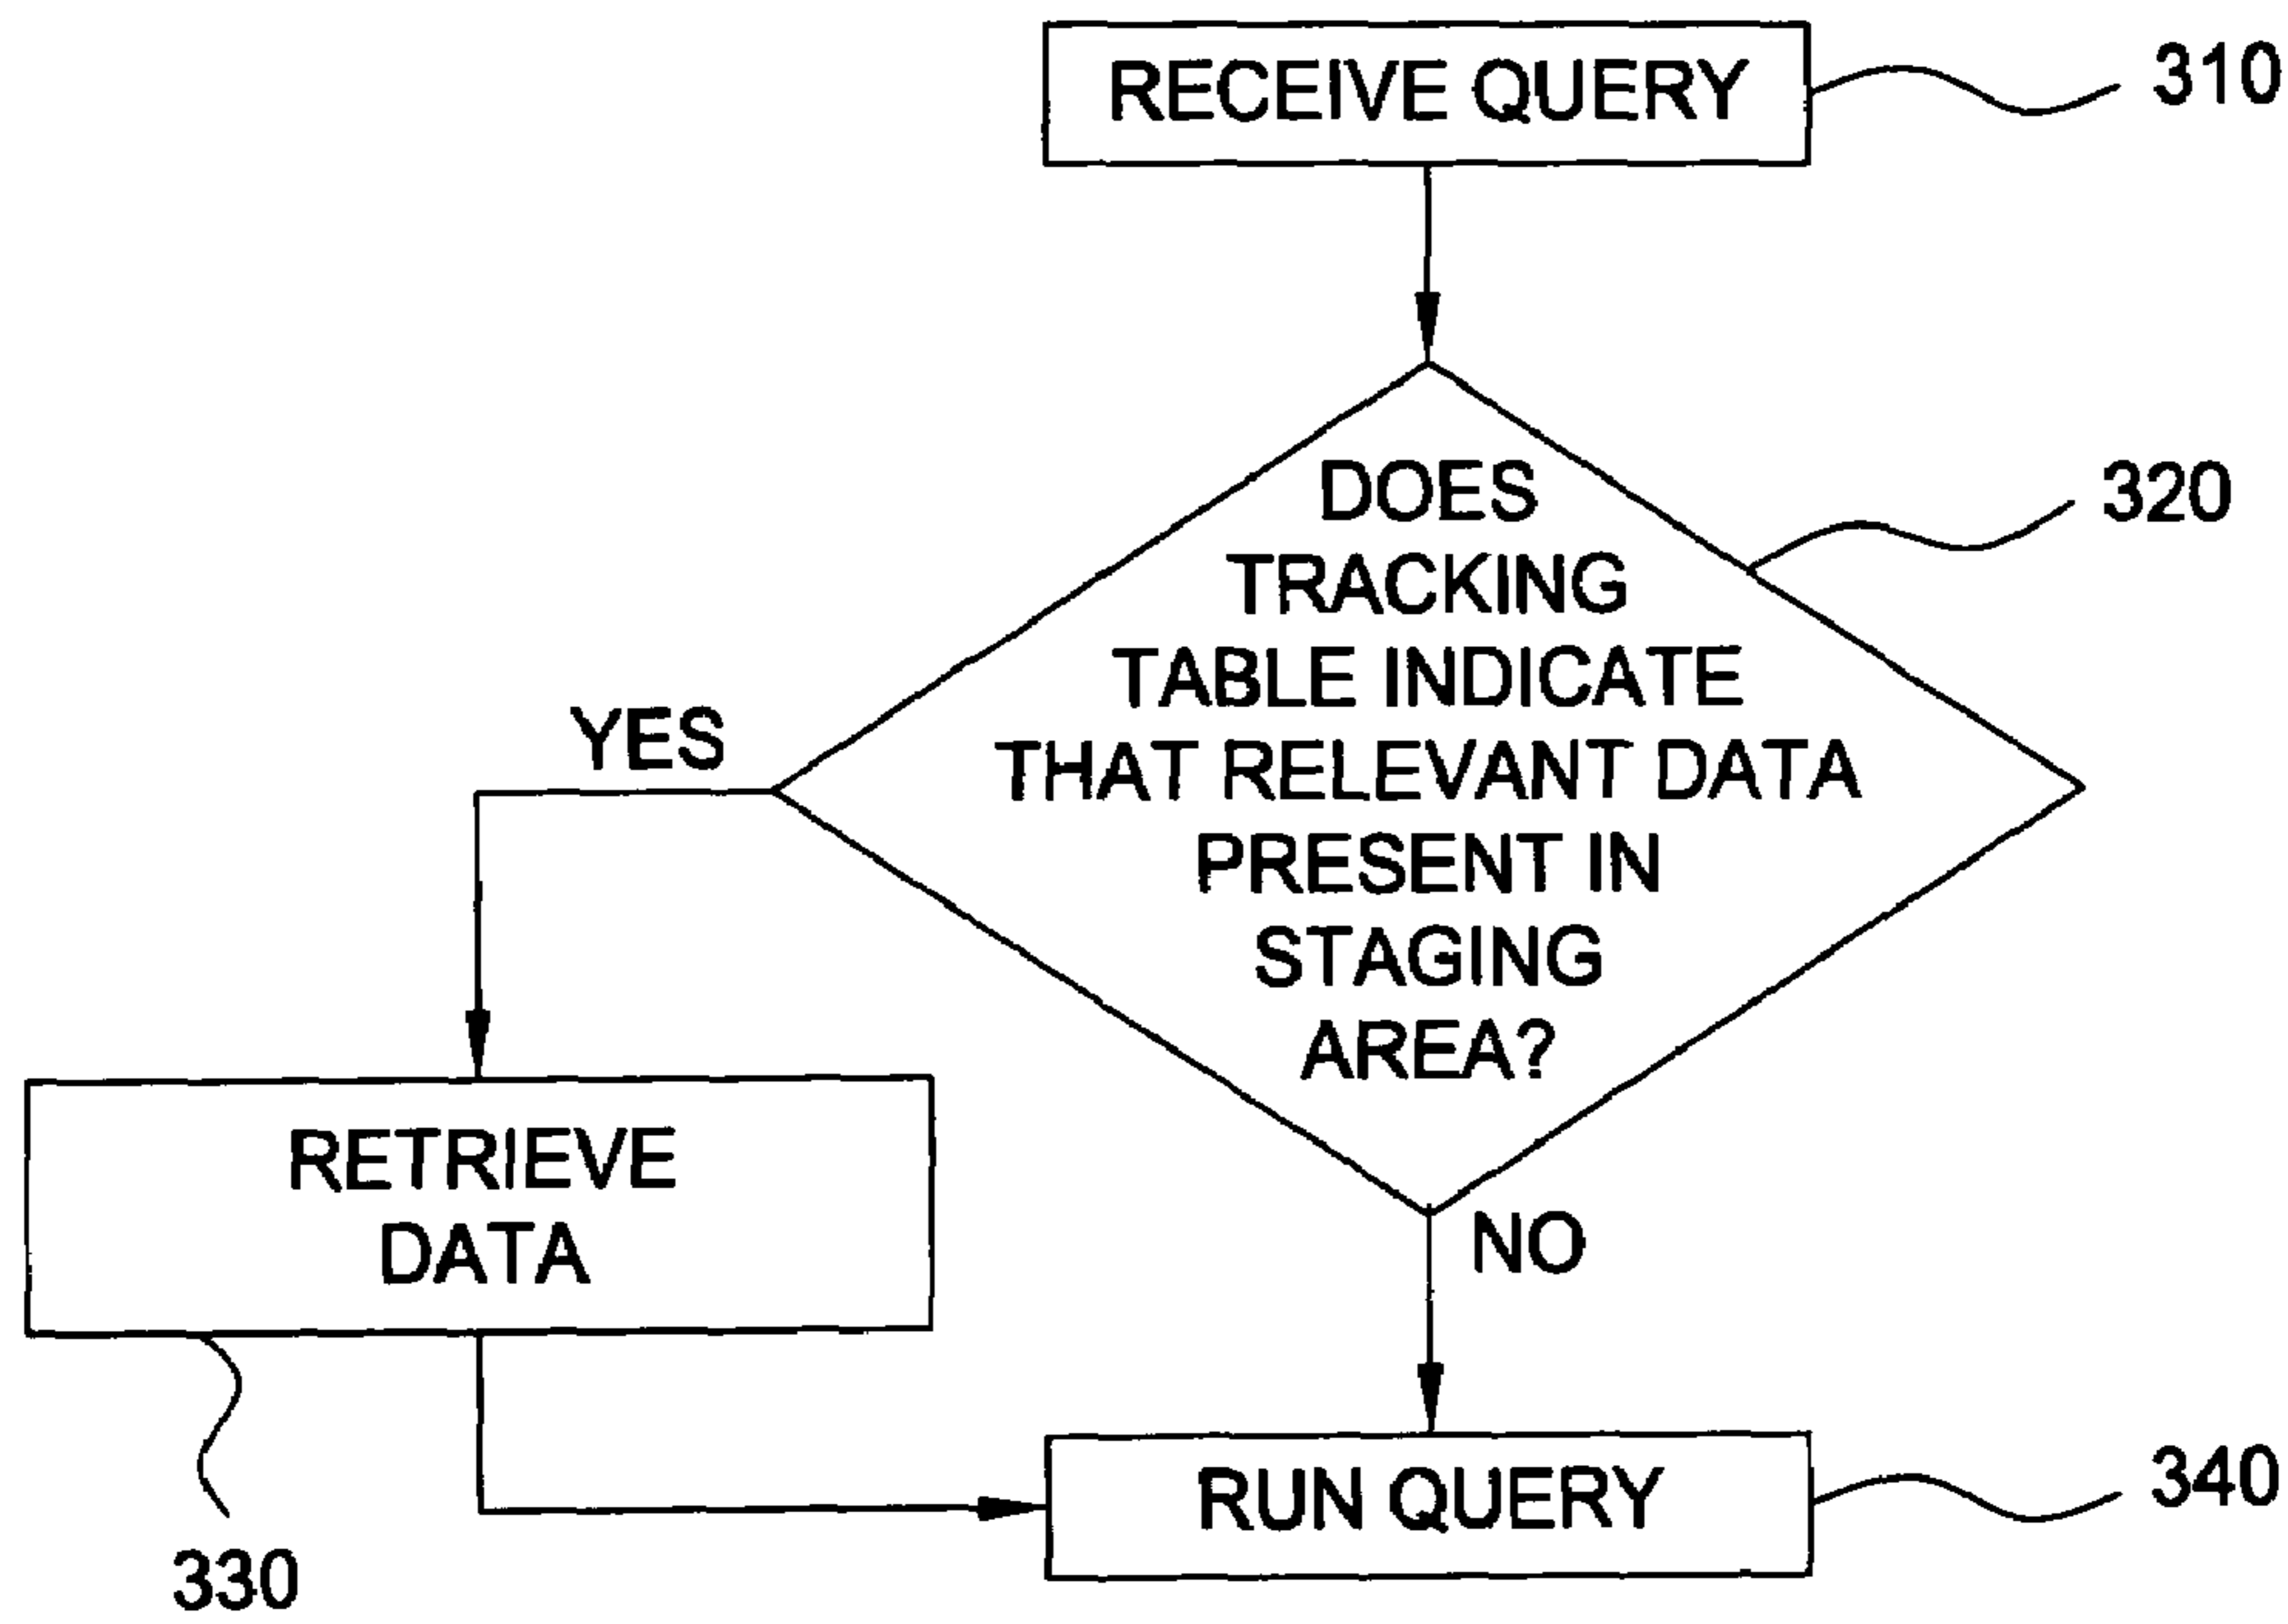 RECEIVE QUERY
310
DOES
TRACKING
TABLE INDICATE
THAT RELEVANT DATA
PRESENT IN
STAGING
AREA?
320
YES
RETRIEVE
DATA
330
NO
RUN QUERY
340